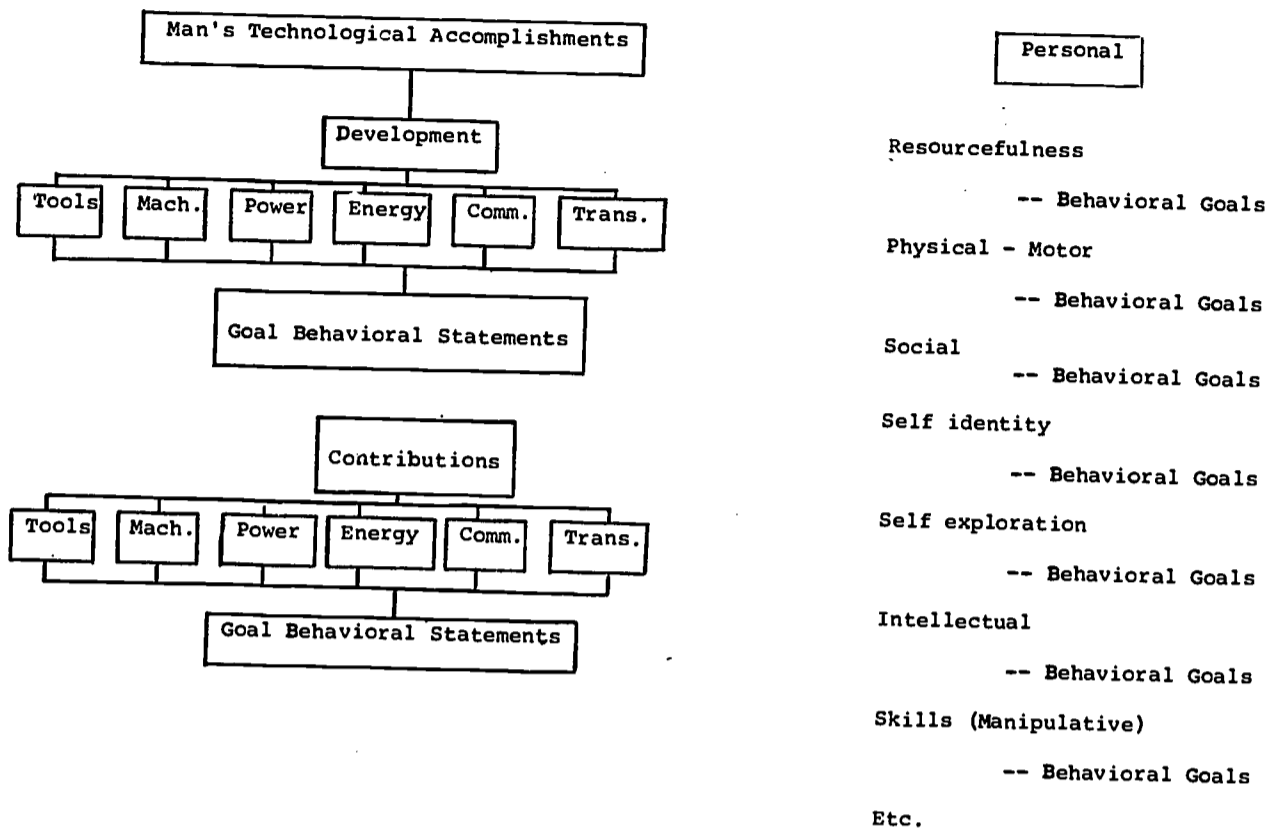 Man's Technological Accomplishments
Development
Tools Mach. Power Energy Comm. Trans.
Goal Behavioral Statements
Contributions
Tools Mach. Power Energy Comm. Trans.
Goal Behavioral Statements
Personal
Resourcefulness
-- Behavioral Goals
Physical - Motor
-- Behavioral Goals
Social
-- Behavioral Goals
Self identity
-- Behavioral Goals
Self exploration
-- Behavioral Goals
Intellectual
-- Behavioral Goals
Skills (Manipulative)
-- Behavioral Goals
Etc.